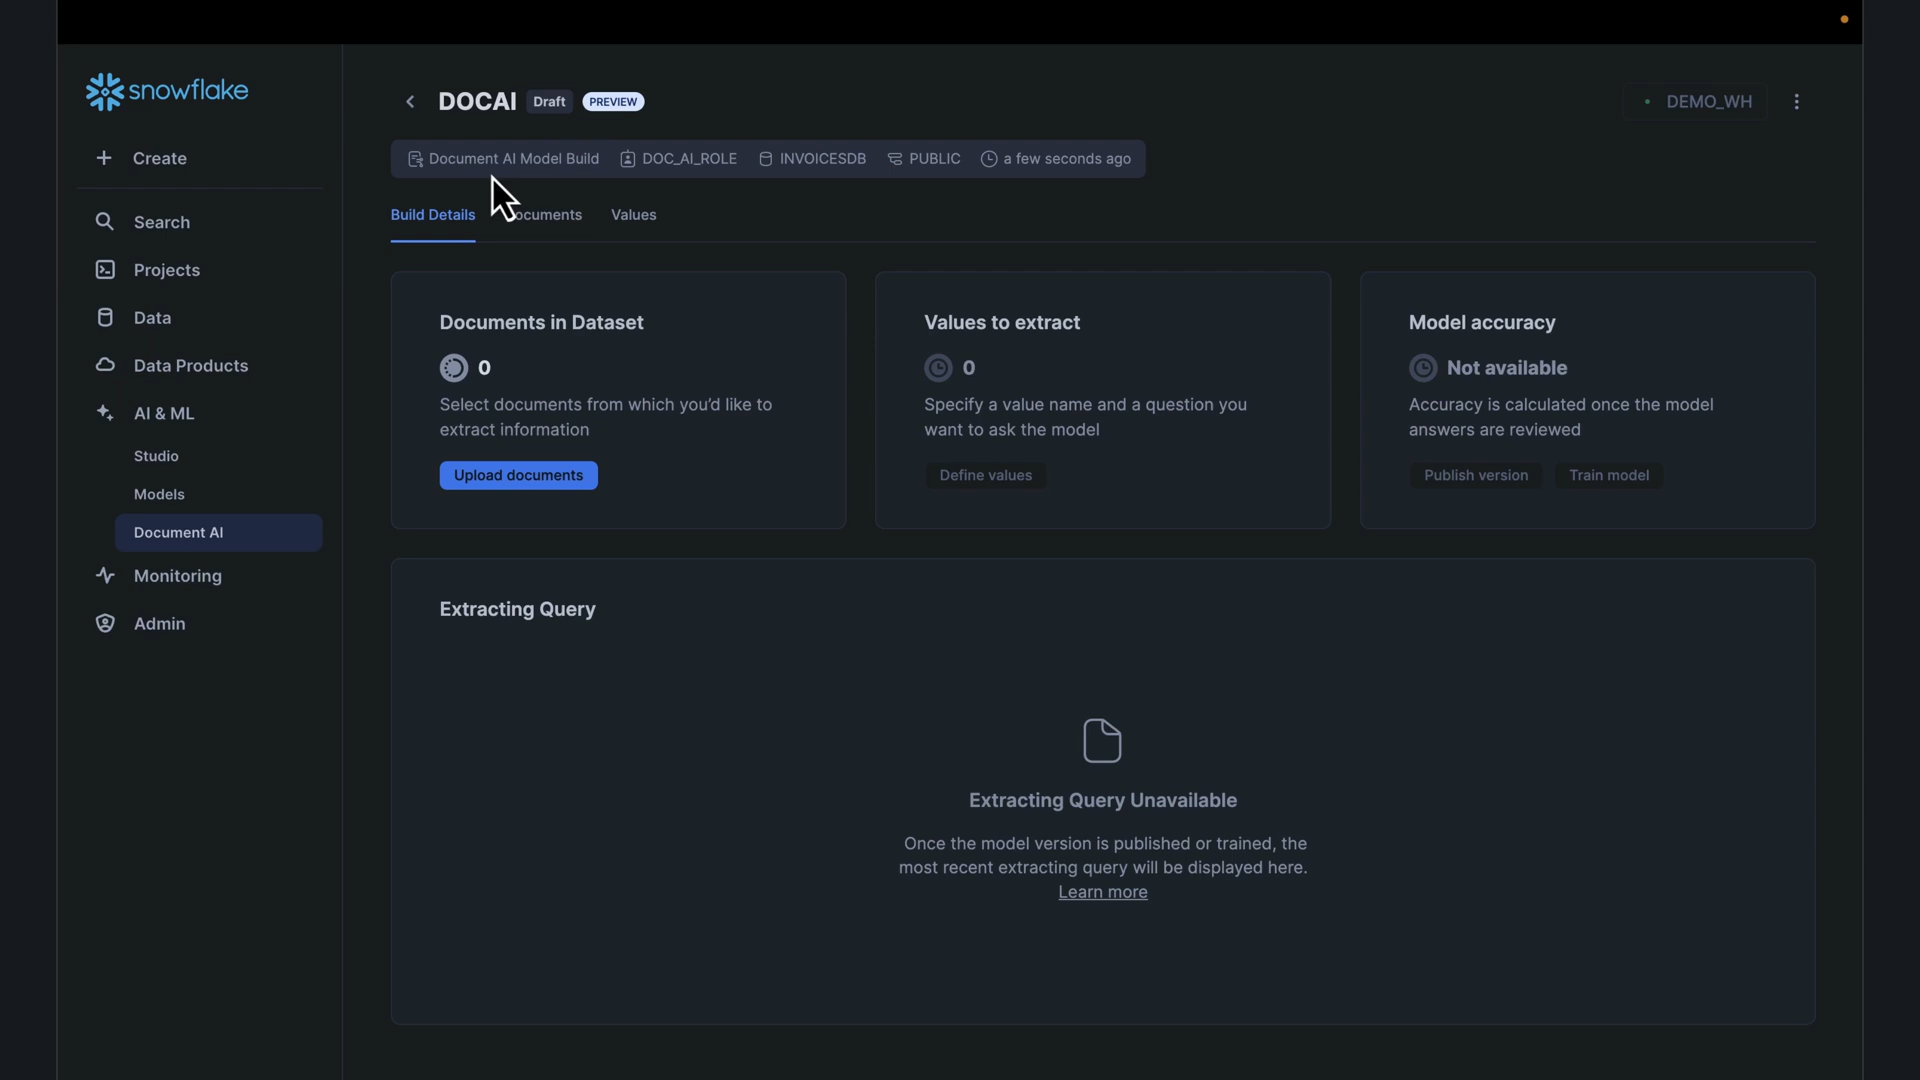 snowflake
Create
Search
Projects
Data
Data Products
AI & ML
Studio
Models
Document AI
Monitoring
Admin
DOCAI Draft PREVIEW
DEMO_WH
Document AI Model Build DOC_AI_ROLE INVOICESDB PUBLIC a few seconds ago
Build Details ocuments Values
Documents in Dataset
0
Select documents from which you'd like to
extract information
Upload documents
Values to extract
0
Specify a value name and a question you
want to ask the model
Define values
Model accuracy
Not available
Accuracy is calculated once the model
answers are reviewed
Publish version Train model
Extracting Query
Extracting Query Unavailable
Once the model version is published or trained, the
most recent extracting query will be displayed here.
Learn more